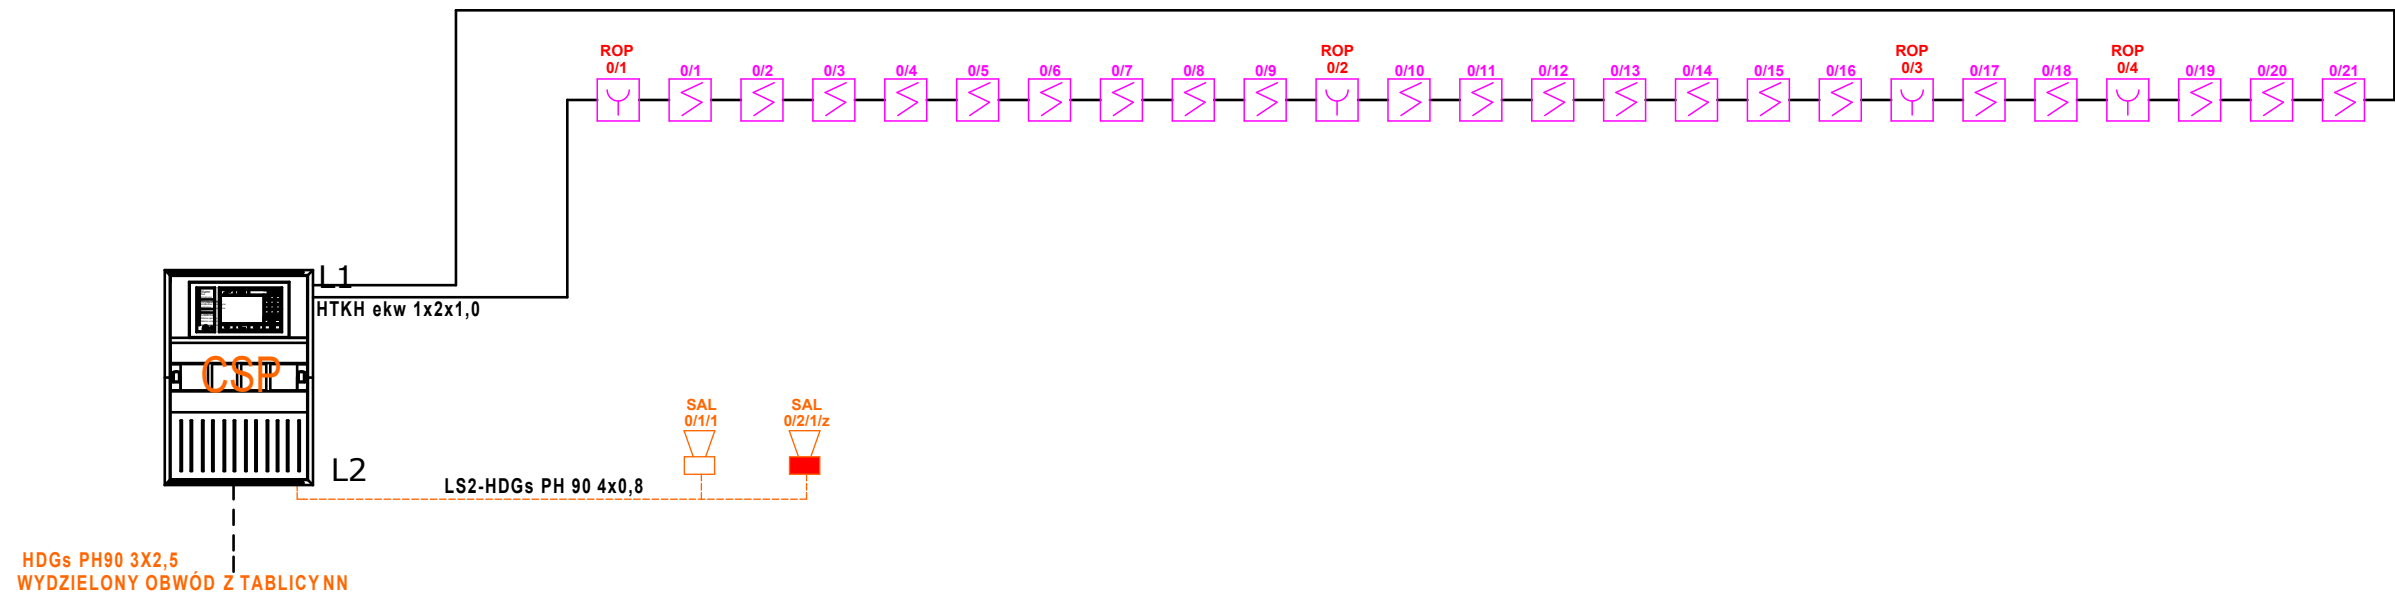 ROP
0/1
0/1
0/2
0/3
0/4
0/5
0/6
0/7
0/8
0/9
ROP
0/2
0/10
0/11
0/12
0/13
0/14
0/15
0/16
ROP
0/3
0/17
0/18
ROP
0/4
0/19
0/20
0/21
L1
HTKH ekw 1x2x1,0
CSP
L2
SAL
0/1/1
SAL
0/2/1/z
LS2-HDGs PH 90 4x0,8
HDGs PH90 3X2,5
WYDZIELONY OBWÓD Z TABLICY NN